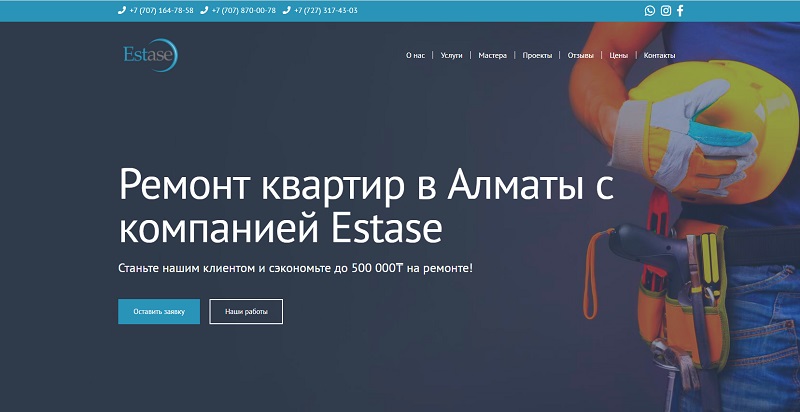 +7 (707) 164-78-58 +7 (707) 870-00-78 +7 (727) 317-43-03
Estase
О нас | Услуги | Мастера | Проекты | Отзывы | Цены | Контакты
Ремонт квартир в Алматы с
компанией Estase
Станьте нашим клиентом и сэкономьте до 500 000₸ на ремонте!
Оставить заявку Наши работы